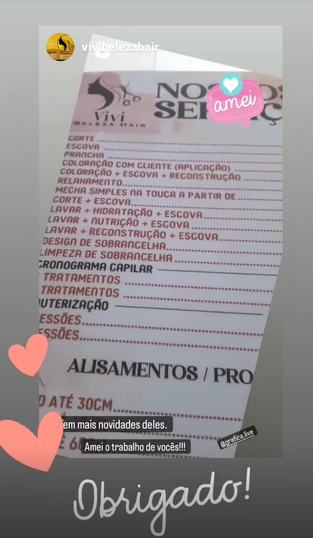 vivibelezahair
Vivi
BELEZA HAIR
amei
CORTE
ESCOVA
PRANCHA
COLORAÇÃO COM CLIENTE (APLICAÇÃO)
COLORAÇÃO + ESCOVA + RECONSTRUÇÃO
RELAXAMENTO
MECHA SIMPLES NA TOUCA A PARTIR DE
CORTE + ESCOVA
LAVAR + HIDRATAÇÃO + ESCOVA
LAVAR + NUTRIÇÃO + ESCOVA
LAVAR + RECONSTRUÇÃO + ESCOVA
DESIGN DE SOBRANCELHA
LIMPEZA DE SOBRANCELHA
CRONOGRAMA CAPILAR
TRATAMENTOS
TRATAMENTOS
UTERIZAÇÃO
ESSÕES
ESSÕES
ALISAMENTOS / PRO
ATÉ 30CM
em mais novidades deles.
Amei o trabalho de vocês!!!
@grafica.live
Obrigado!